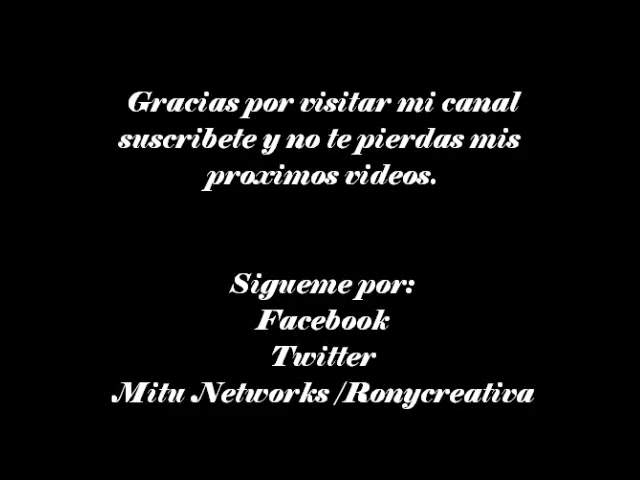 Gracias por visitar mi canal
suscribete y no te pierdas mis
proximos videos.
Sigueme por:
Facebook
Twitter
Mitu Networks /Ronycreativa